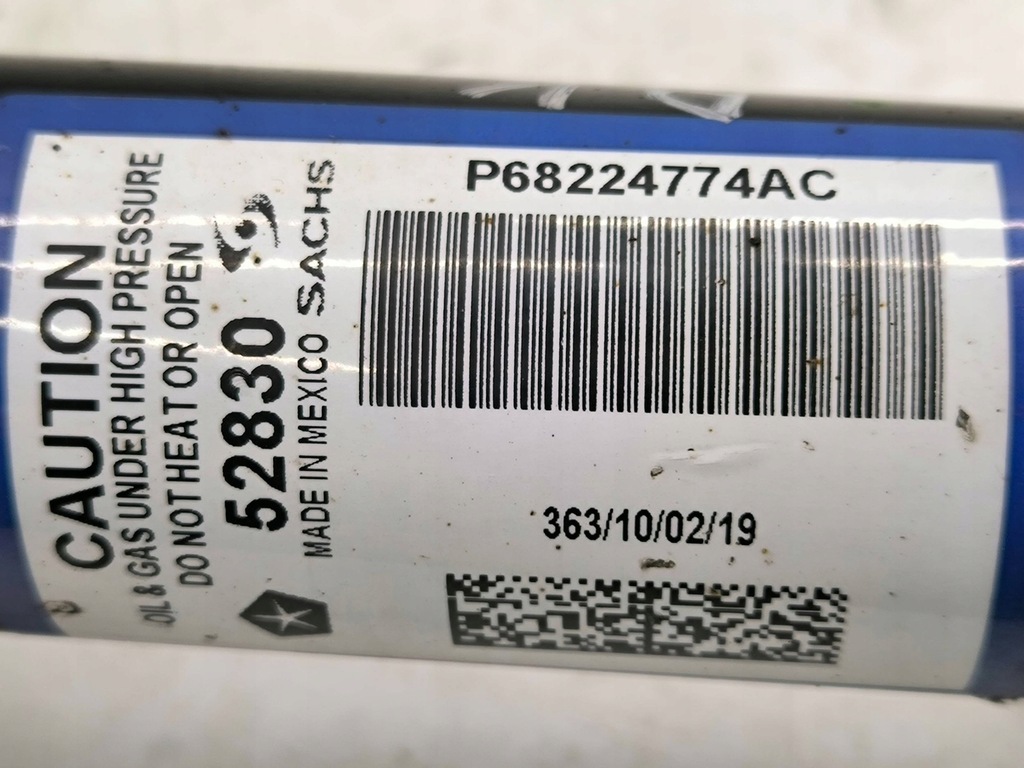 P68224774AC
363/10/02/19
CAUTION
OIL & GAS UNDER HIGH PRESSURE
DO NOT HEAT OR OPEN
52830
MADE IN MEXICO SACHS